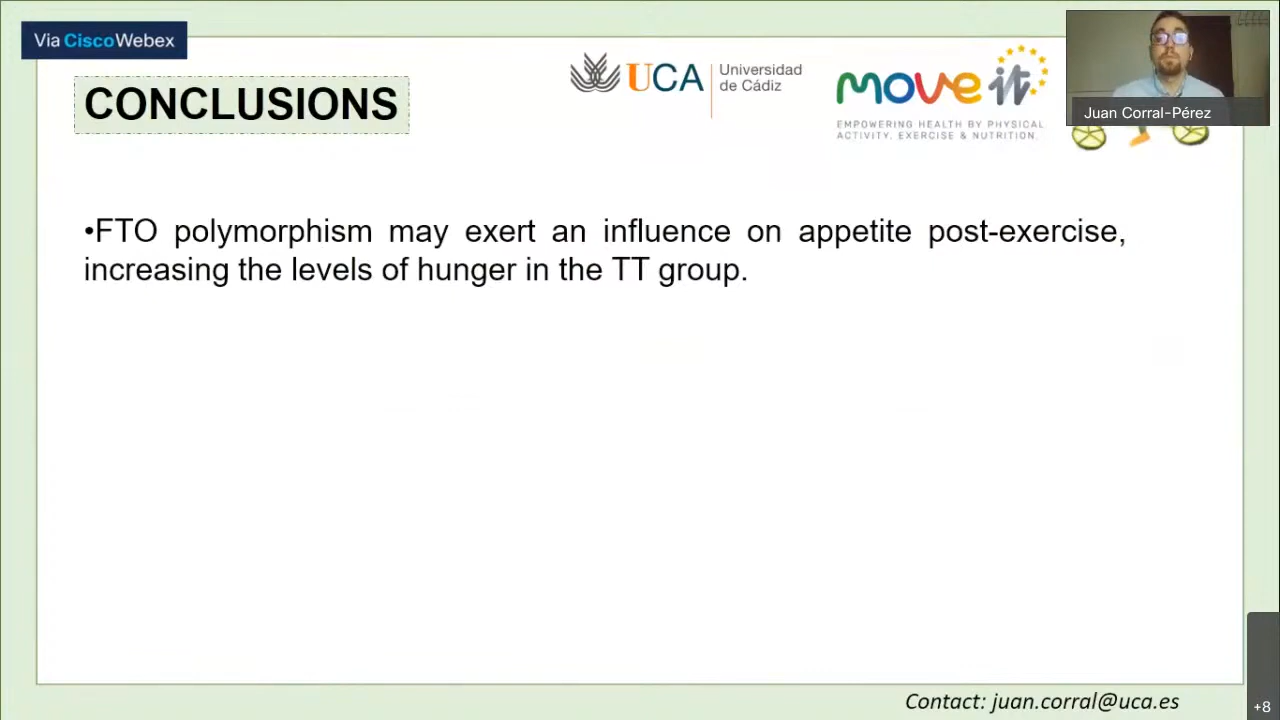 Via CiscoWebex
CONCLUSIONS
UCA
Universidad
de Cádiz
move it
EMPOWERING HEALTH BY PHYSICAL
ACTIVITY, EXERCISE & NUTRITION.
Juan Corral-Pérez
•FTO polymorphism may exert an influence on appetite post-exercise,
increasing the levels of hunger in the TT group.
Contact: juan.corral@uca.es
+8